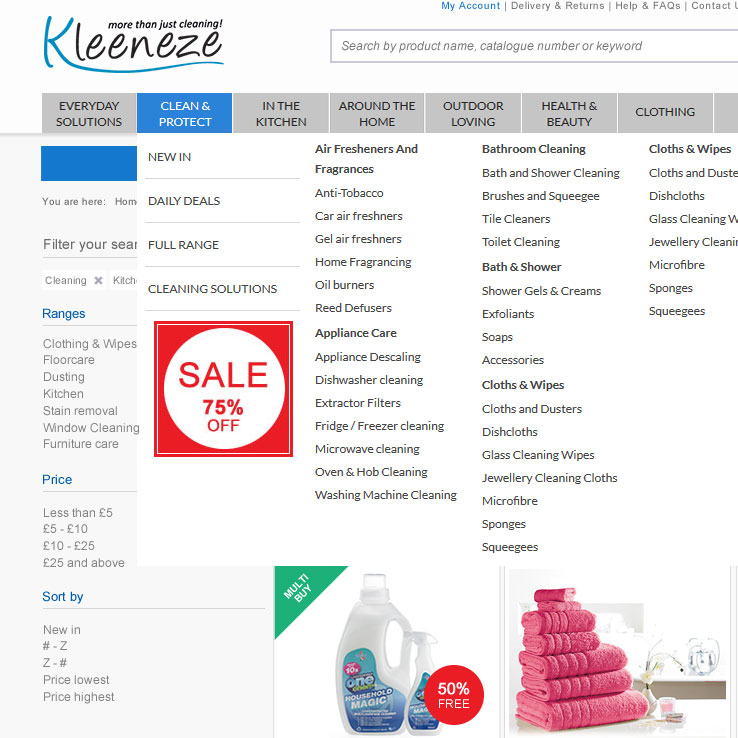 more than just cleaning!
Kleeneze
My Account | Delivery & Returns | Help & FAQs | Contact
Search by product name, catalogue number or keyword
EVERYDAY SOLUTIONS
CLEAN & PROTECT
IN THE KITCHEN
AROUND THE HOME
OUTDOOR LOVING
HEALTH & BEAUTY
CLOTHING
You are here: Hom
Filter your sear
Cleaning x Kitch
Ranges
Clothing & Wipes
Floorcare
Dusting
Kitchen
Stain removal
Window Cleaning
Furniture care
Price
Less than £5
£5 - £10
£10 - £25
£25 and above
Sort by
New in
# - Z
Z - #
Price lowest
Price highest
NEW IN
DAILY DEALS
FULL RANGE
CLEANING SOLUTIONS
SALE
75%
OFF
Air Fresheners And
Fragrances
Anti-Tobacco
Car air freshners
Gel air freshners
Home Fragrancing
Oil burners
Reed Defusers
Appliance Care
Appliance Descaling
Dishwasher cleaning
Extractor Filters
Fridge / Freezer cleaning
Microwave cleaning
Oven & Hob Cleaning
Washing Machine Cleaning
Bathroom Cleaning
Bath and Shower Cleaning
Brushes and Squeegee
Tile Cleaners
Toilet Cleaning
Bath & Shower
Shower Gels & Creams
Exfoliants
Soaps
Accessories
Cloths & Wipes
Cloths and Dusters
Dishcloths
Glass Cleaning Wipes
Jewellery Cleaning Cloths
Microfibre
Sponges
Squeegees
Cloths & Wipes
Cloths and Duste
Dishcloths
Glass Cleaning W
Jewellery Cleanin
Microfibre
Sponges
Squeegees
MULTI
BUY
one
HOUSEHOLD
MAGIC
50%
FREE